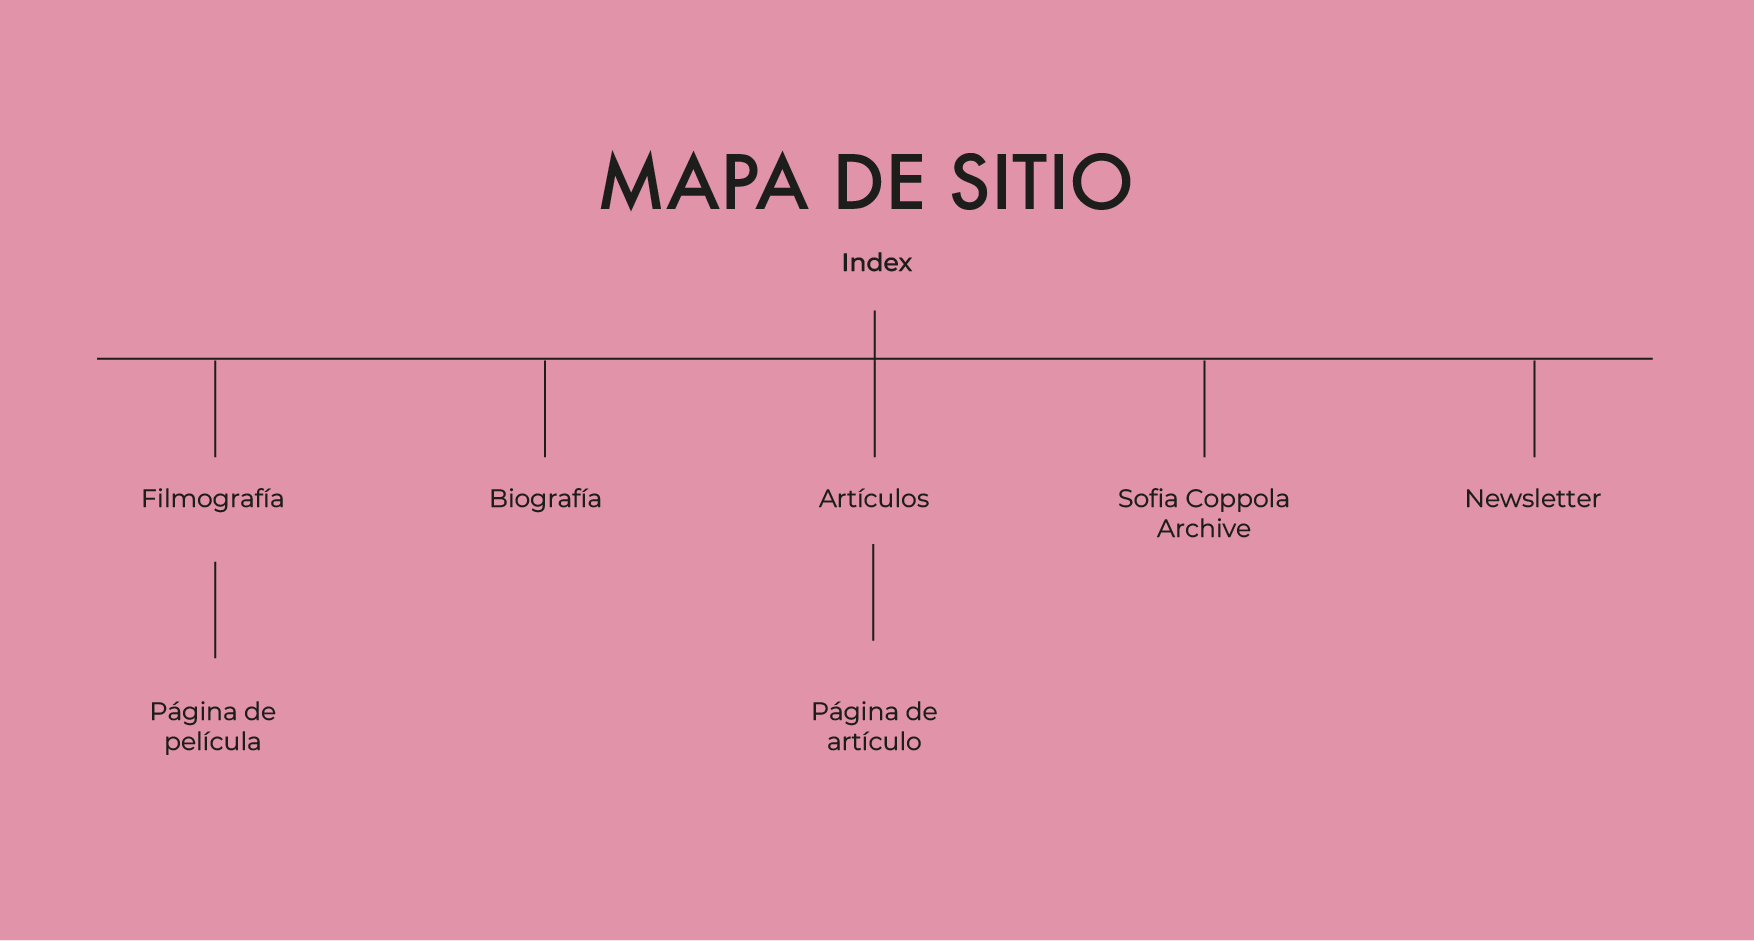 MAPA DE SITIO
Index
Filmografía
Biografía
Artículos
Sofia Coppola
Archive
Newsletter
Página de
película
Página de
artículo